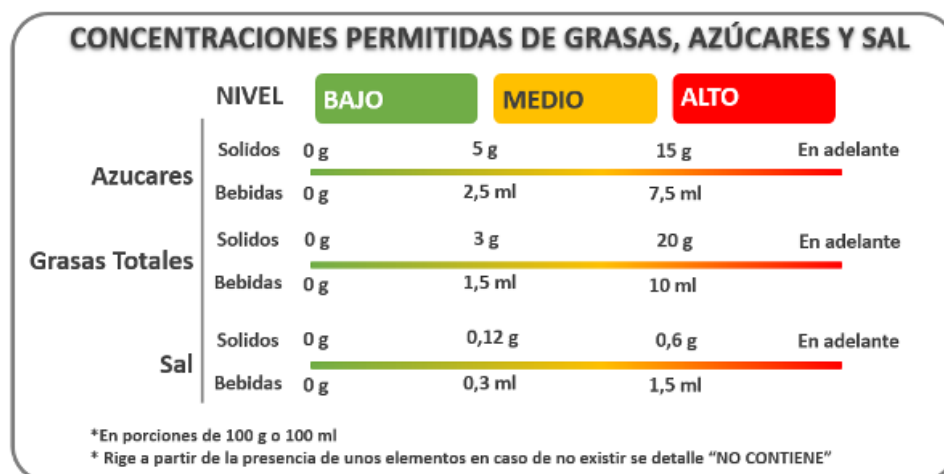 CONCENTRACIONES PERMITIDAS DE GRASAS, AZÚCARES Y SAL
NIVEL BAJO MEDIO ALTO
Azucares
Solidos 0 g 5 g 15 g En adelante
Bebidas 0 g 2,5 ml 7,5 ml
Grasas Totales
Solidos 0 g 3 g 20 g En adelante
Bebidas 0 g 1,5 ml 10 ml
Sal
Solidos 0 g 0,12 g 0,6 g En adelante
Bebidas 0 g 0,3 ml 1,5 ml
*En porciones de 100 g o 100 ml
* Rige a partir de la presencia de unos elementos en caso de no existir se detalle “NO CONTIENE”